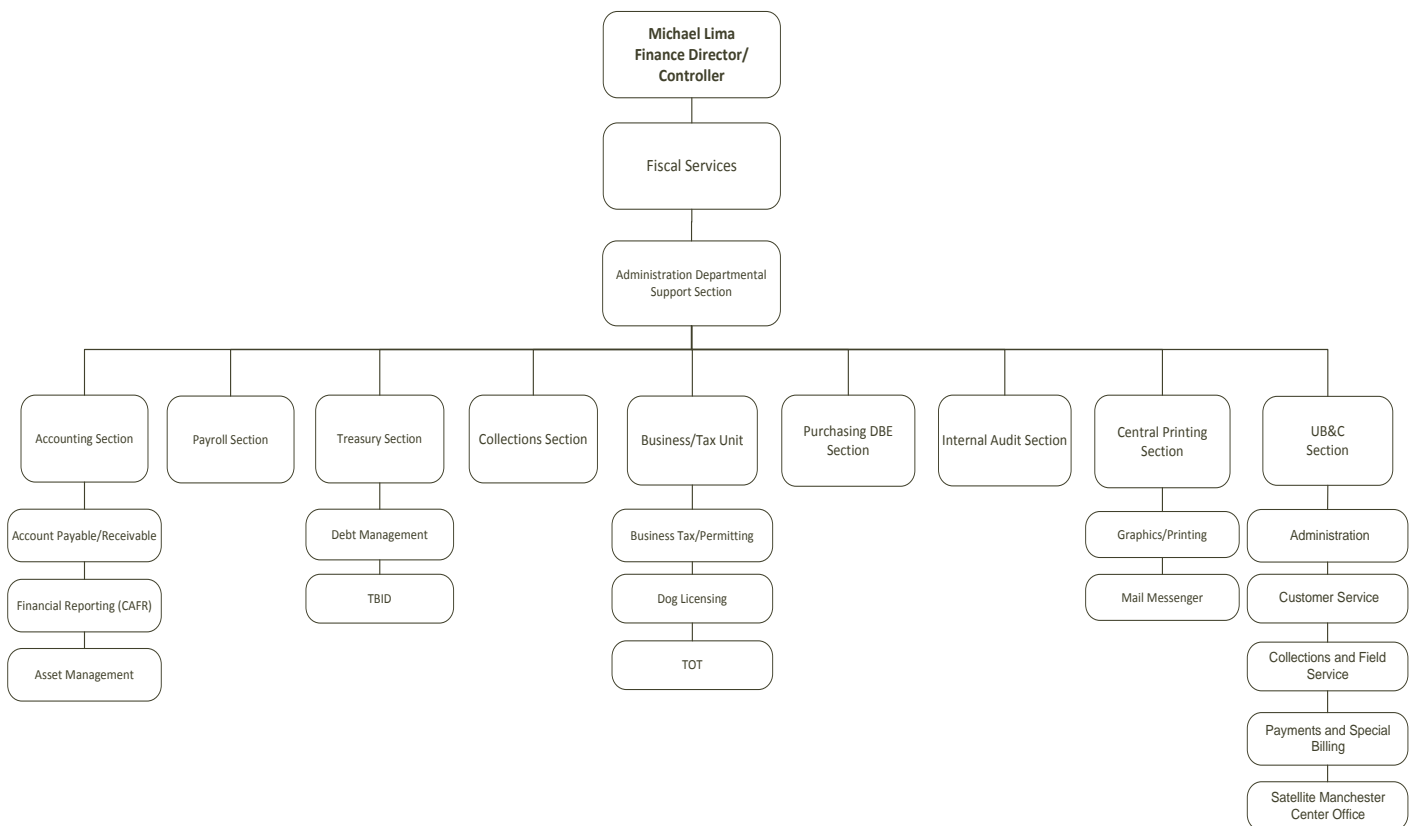 Michael Lima
Finance Director/
Controller
Fiscal Services
Administration Departmental
Support Section
Accounting Section
Payroll Section
Treasury Section
Collections Section
Business/Tax Unit
Purchasing DBE
Section
Internal Audit Section
Central Printing
Section
UB&C
Section
Account Payable/Receivable
Debt Management
Business Tax/Permitting
Graphics/Printing
Administration
Financial Reporting (CAFR)
TBID
Dog Licensing
Mail Messenger
Customer Service
Asset Management
TOT
Collections and Field
Service
Payments and Special
Billing
Satellite Manchester
Center Office